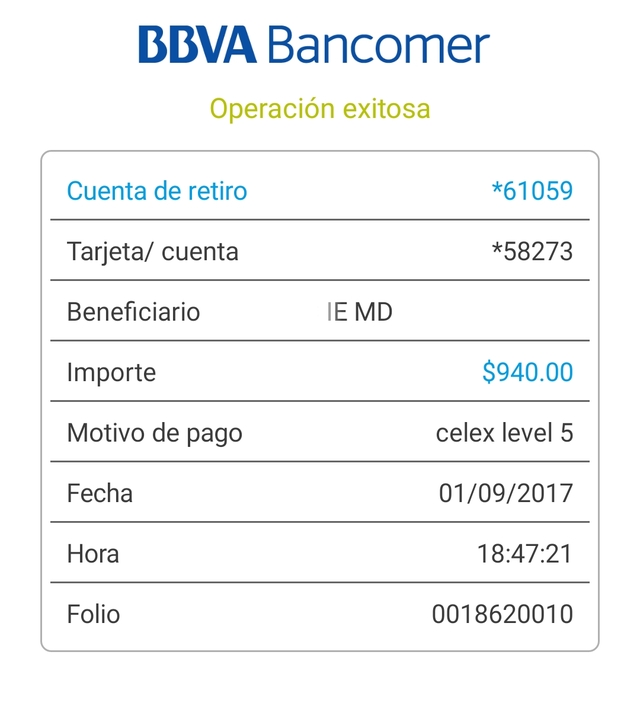 BBVA Bancomer
Operación exitosa
Cuenta de retiro *61059
Tarjeta/ cuenta *58273
Beneficiario IE MD
Importe $940.00
Motivo de pago celex level 5
Fecha 01/09/2017
Hora 18:47:21
Folio 0018620010